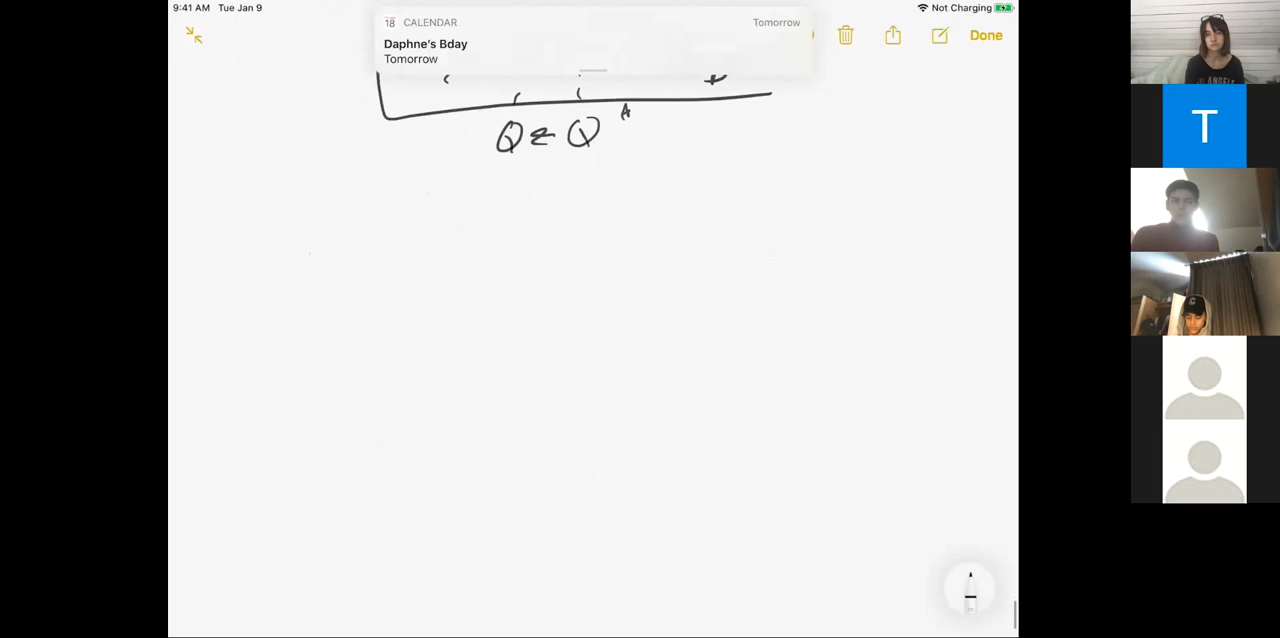 9:41 AM Tue Jan 9
Not Charging
18 CALENDAR
Tomorrow
Daphne's Bday
Tomorrow
Done
Q ← Q
T
C